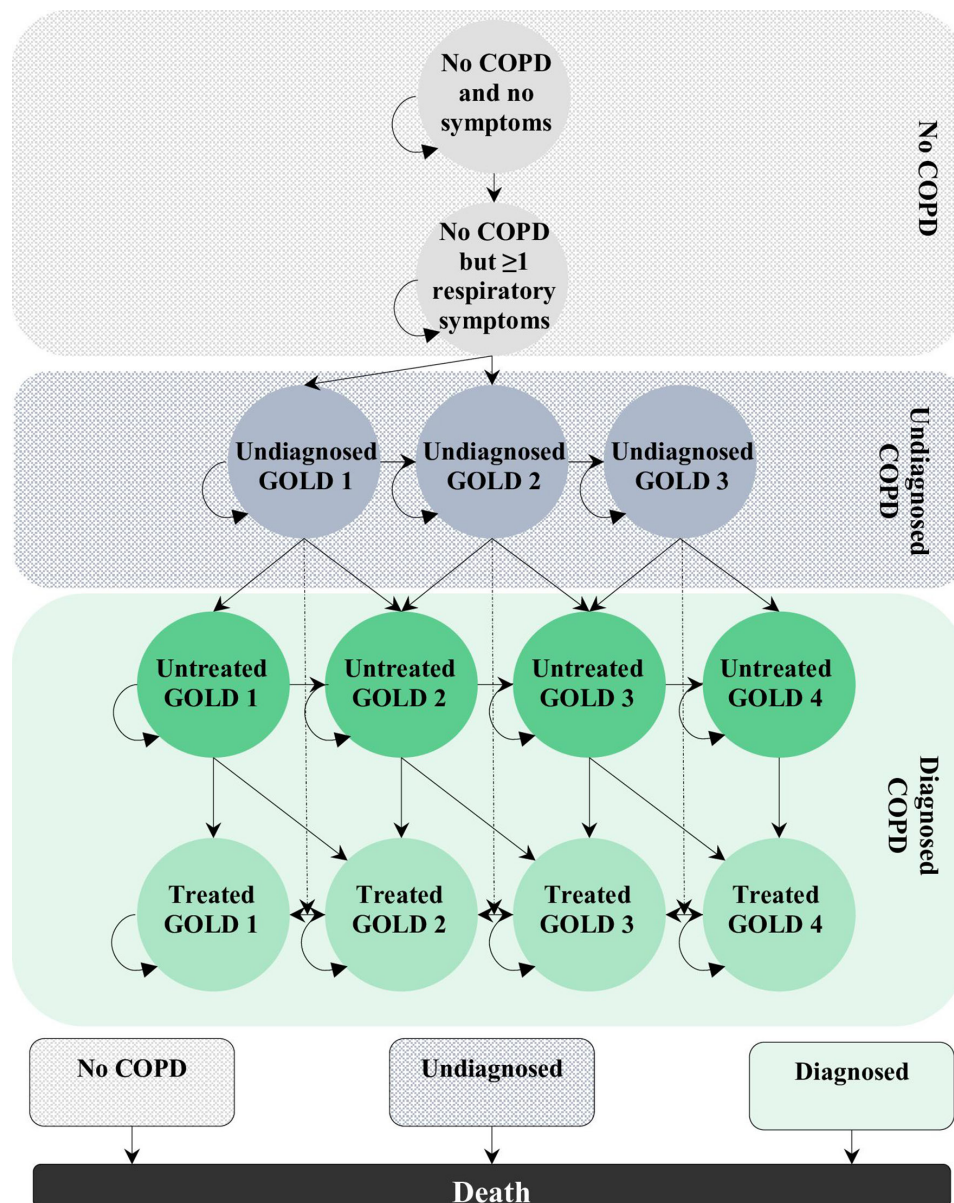 No COPD
and no
symptoms
No COPD
No COPD
but ≥1
respiratory
symptoms
Undiagnosed
GOLD 1
Undiagnosed
GOLD 2
Undiagnosed
GOLD 3
Undiagnosed
COPD
Untreated
GOLD 1
Untreated
GOLD 2
Untreated
GOLD 3
Untreated
GOLD 4
Diagnosed
COPD
Treated
GOLD 1
Treated
GOLD 2
Treated
GOLD 3
Treated
GOLD 4
No COPD
Undiagnosed
Diagnosed
Death